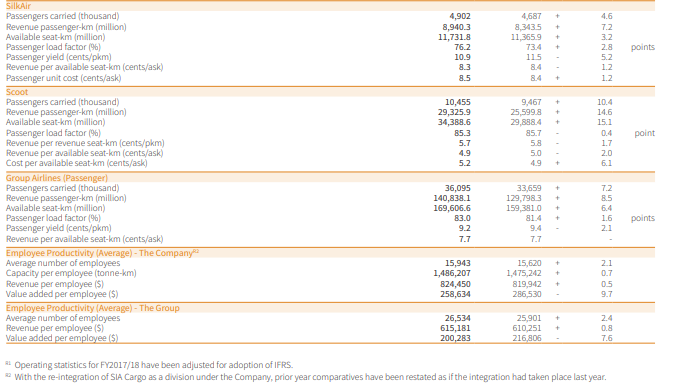 SilkAir
Passengers carried (thousand) 4,902 4,687 + 4.6
Revenue passenger-km (million) 8,940.3 8,343.5 + 7.2
Available seat-km (million) 11,731.8 11,365.9 + 3.2
Passenger load factor (%) 76.2 73.4 + 2.8 points
Passenger yield (cents/pkm) 10.9 11.5 - 5.2
Revenue per available seat-km (cents/ask) 8.3 8.4 - 1.2
Passenger unit cost (cents/ask) 8.5 8.4 + 1.2
Scoot
Passengers carried (thousand) 10,455 9,467 + 10.4
Revenue passenger-km (million) 29,325.9 25,599.8 + 14.6
Available seat-km (million) 34,388.6 29,888.4 + 15.1
Passenger load factor (%) 85.3 85.7 - 0.4 point
Revenue per revenue seat-km (cents/pkm) 5.7 5.8 - 1.7
Revenue per available seat-km (cents/ask) 4.9 5.0 - 2.0
Cost per available seat-km (cents/ask) 5.2 4.9 + 6.1
Group Airlines (Passenger)
Passengers carried (thousand) 36,095 33,659 + 7.2
Revenue passenger-km (million) 140,838.1 129,798.3 + 8.5
Available seat-km (million) 169,606.6 159,381.0 + 6.4
Passenger load factor (%) 83.0 81.4 + 1.6 points
Passenger yield (cents/pkm) 9.2 9.4 - 2.1
Revenue per available seat-km (cents/ask) 7.7 7.7 -
Employee Productivity (Average) - The Company R2
Average number of employees 15,943 15,620 + 2.1
Capacity per employee (tonne-km) 1,486,207 1,475,242 + 0.7
Revenue per employee ($) 824,450 819,942 + 0.5
Value added per employee ($) 258,634 286,530 - 9.7
Employee Productivity (Average) - The Group
Average number of employees 26,534 25,901 + 2.4
Revenue per employee ($) 615,181 610,251 + 0.8
Value added per employee ($) 200,283 216,806 - 7.6
R1 Operating statistics for FY2017/18 have been adjusted for adoption of IFRS.
R2 With the re-integration of SIA Cargo as a division under the Company, prior year comparatives have been restated as if the integration had taken place last year.